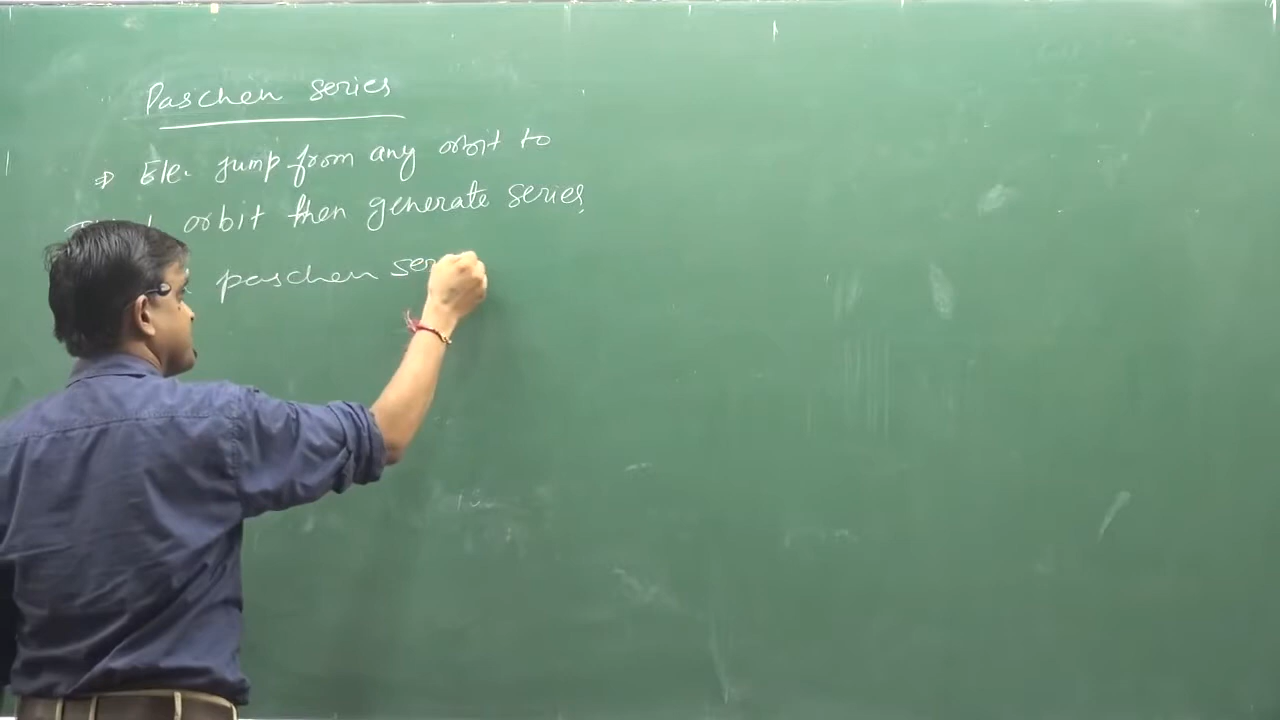 Paschen series
⇒ Ele. Jump from any orbit to
orbit then generate series
paschen ser